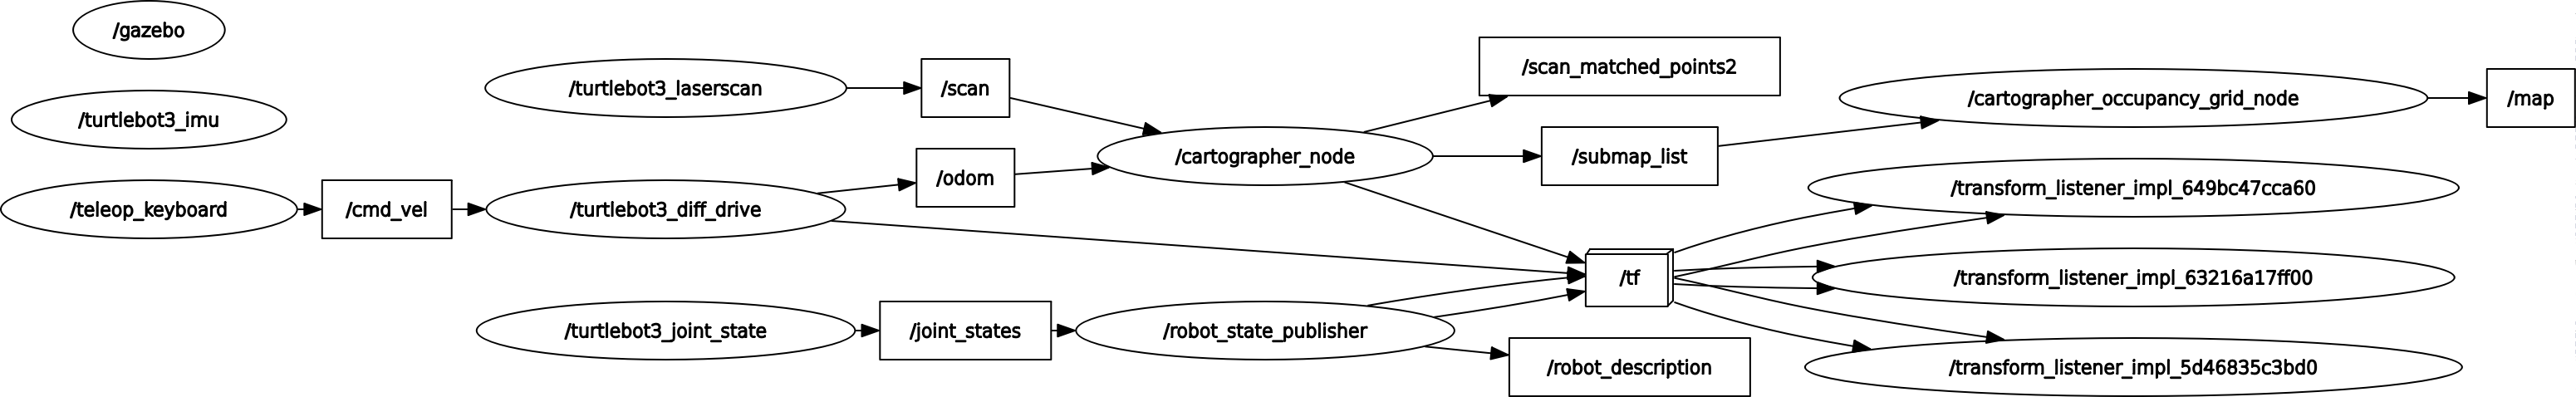 /gazebo
/turtlebot3_imu
/teleop_keyboard
/cmd_vel
/turtlebot3_laserscan
/turtlebot3_diff_drive
/turtlebot3_joint_state
/scan
/odom
/joint_states
/cartographer_node
/robot_state_publisher
/scan_matched_points2
/submap_list
/tf
/robot_description
/cartographer_occupancy_grid_node
/transform_listener_impl_649bc47cca60
/transform_listener_impl_63216a17ff00
/transform_listener_impl_5d46835c3bd0
/map